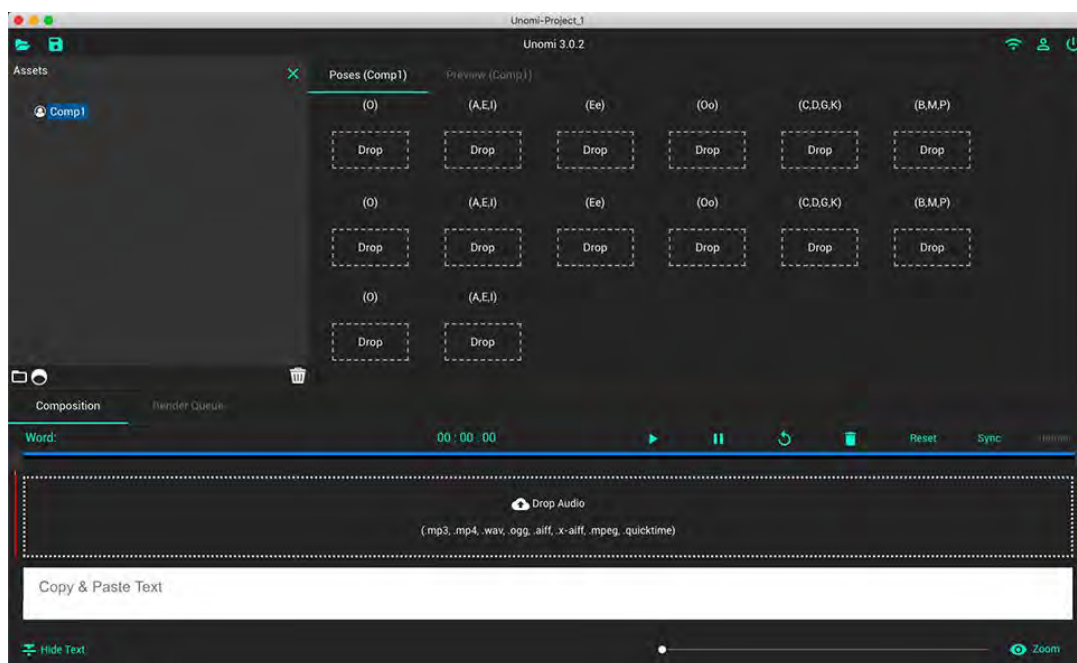 Unomi-Project_1
Unomi 3.0.2
Assets
Comp1
Poses (Comp1) Preview (Comp1)
(O) (A,E,I) (Ee) (Oo) (C,D,G,K) (B,M,P)
Drop Drop Drop Drop Drop Drop
(O) (A,E,I) (Ee) (Oo) (C,D,G,K) (B,M,P)
Drop Drop Drop Drop Drop Drop
(O) (A,E,I)
Drop Drop
Composition Render Queue
Word: 00 : 00 : 00 Reset Sync Render
Drop Audio
(.mp3, .mp4, .wav, .ogg, .aiff, .x-aiff, .mpeg, .quicktime)
Copy & Paste Text
Hide Text Zoom